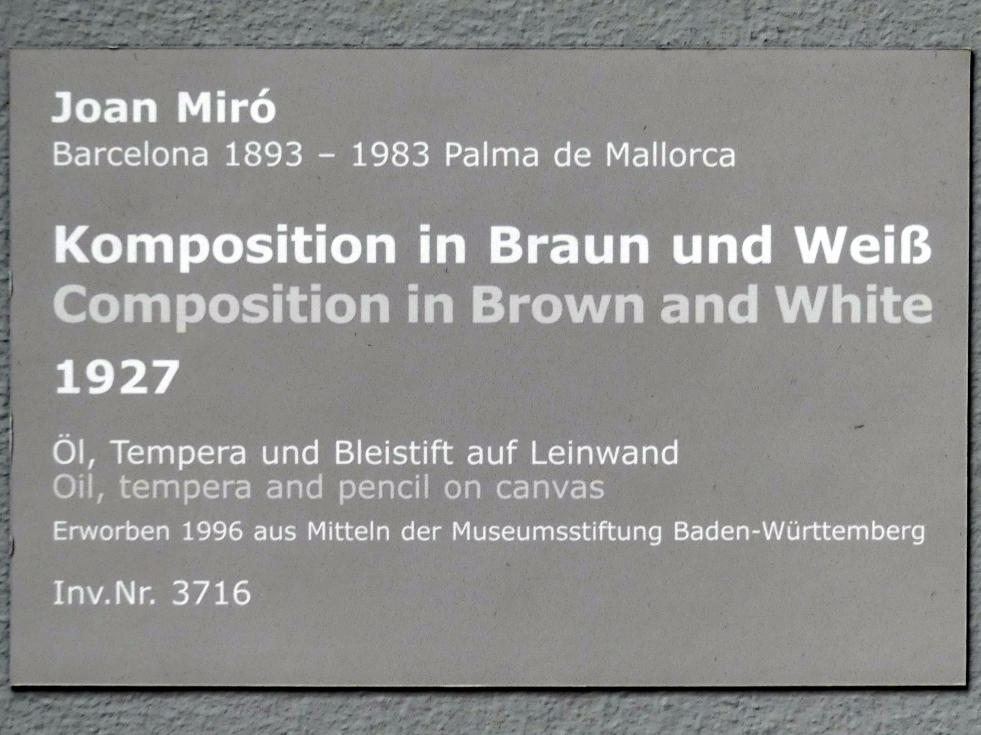 Joan Miró
Barcelona 1893 – 1983 Palma de Mallorca
Komposition in Braun und Weiß
Composition in Brown and White
1927
Öl, Tempera und Bleistift auf Leinwand
Oil, tempera and pencil on canvas
Erworben 1996 aus Mitteln der Museumsstiftung Baden-Württemberg
Inv.Nr. 3716